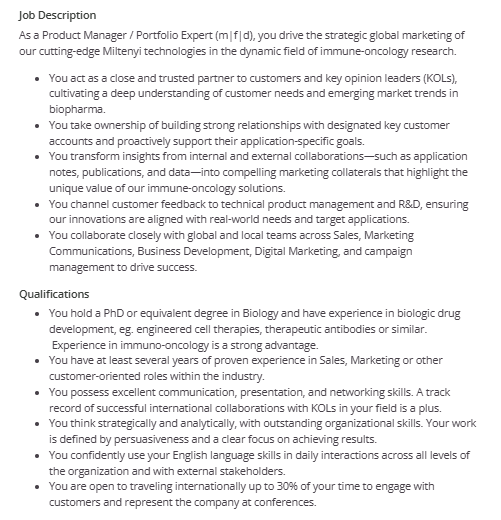 Job Description
As a Product Manager / Portfolio Expert (m|f|d), you drive the strategic global marketing of
our cutting-edge Miltenyi technologies in the dynamic field of immune-oncology research.
• You act as a close and trusted partner to customers and key opinion leaders (KOLs),
cultivating a deep understanding of customer needs and emerging market trends in
biopharma.
• You take ownership of building strong relationships with designated key customer
accounts and proactively support their application-specific goals.
• You transform insights from internal and external collaborations—such as application
notes, publications, and data—into compelling marketing collaterals that highlight the
unique value of our immune-oncology solutions.
• You channel customer feedback to technical product management and R&D, ensuring
our innovations are aligned with real-world needs and target applications.
• You collaborate closely with global and local teams across Sales, Marketing
Communications, Business Development, Digital Marketing, and campaign
management to drive success.
Qualifications
• You hold a PhD or equivalent degree in Biology and have experience in biologic drug
development, eg. engineered cell therapies, therapeutic antibodies or similar.
Experience in immuno-oncology is a strong advantage.
• You have at least several years of proven experience in Sales, Marketing or other
customer-oriented roles within the industry.
• You possess excellent communication, presentation, and networking skills. A track
record of successful international collaborations with KOLs in your field is a plus.
• You think strategically and analytically, with outstanding organizational skills. Your work
is defined by persuasiveness and a clear focus on achieving results.
• You confidently use your English language skills in daily interactions across all levels of
the organization and with external stakeholders.
• You are open to traveling internationally up to 30% of your time to engage with
customers and represent the company at conferences.